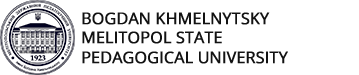 1923
BOGDAN KHMELNYTSKY
MELITOPOL STATE
PEDAGOGICAL UNIVERSITY